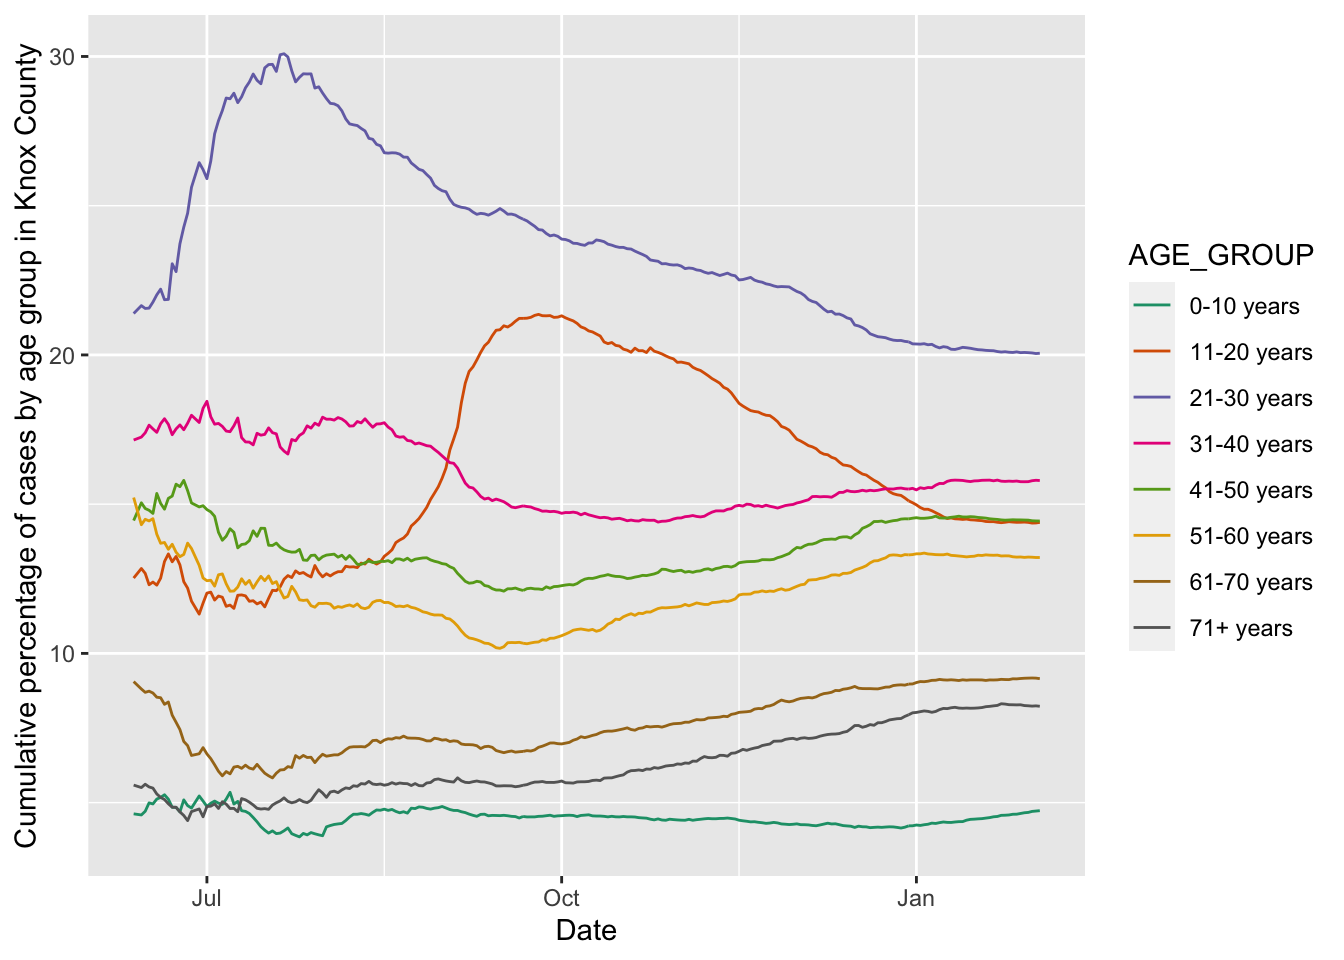 Cumulative percentage of cases by age group in Knox County
30
20
10
Jul
Oct
Jan
Date
AGE_GROUP
0-10 years
11-20 years
21-30 years
31-40 years
41-50 years
51-60 years
61-70 years
71+ years